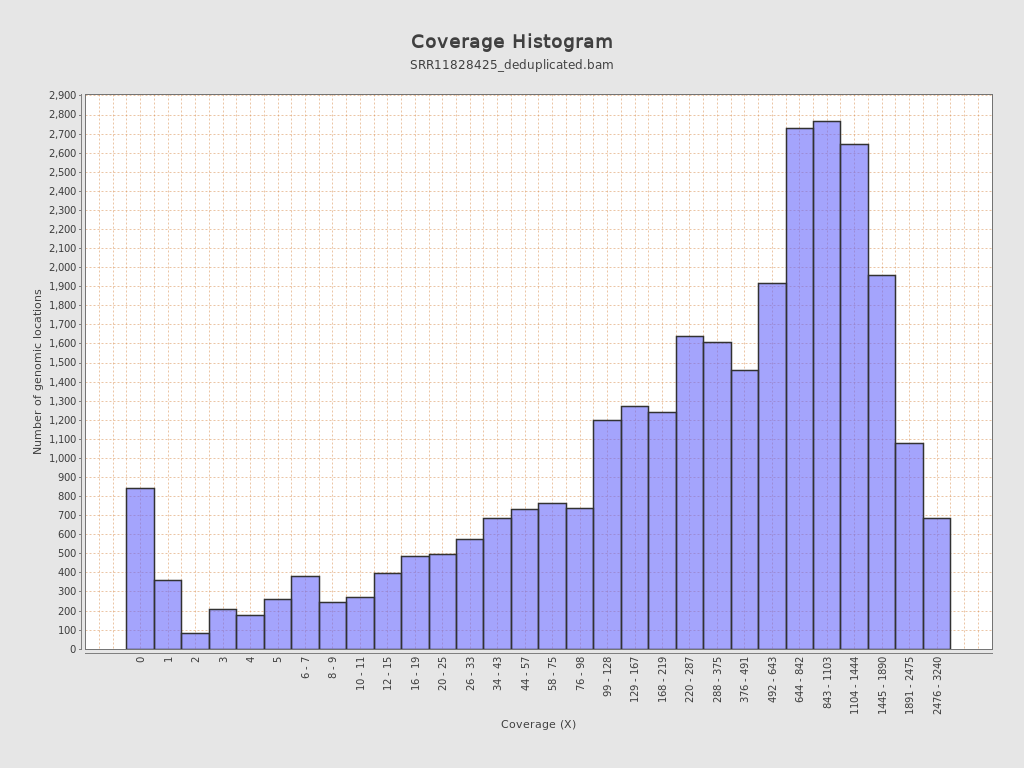 Coverage Histogram
SRR11828425_deduplicated.bam
2,900
2,800
2,700
2,600
2,500
2,400
2,300
2,200
2,100
2,000
1,900
1,800
1,700
1,600
1,500
1,400
1,300
1,200
1,100
1,000
900
800
700
600
500
400
300
200
100
0
Number of genomic locations
0
1
2
3
4
5
6 - 7
8 - 9
10 - 11
12 - 15
16 - 19
20 - 25
26 - 33
34 - 43
44 - 57
58 - 75
76 - 98
99 - 128
129 - 167
168 - 219
220 - 287
288 - 375
376 - 491
492 - 643
644 - 842
843 - 1103
1104 - 1444
1445 - 1890
1891 - 2475
2476 - 3240
Coverage (X)